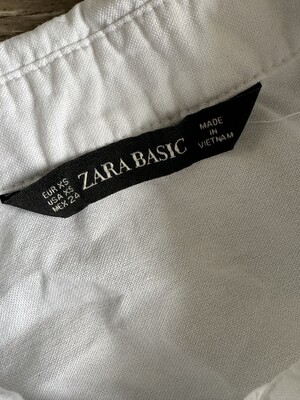 EUR XS
USA XS
MEX 24
ZARA BASIC
MADE
IN
VIETNAM